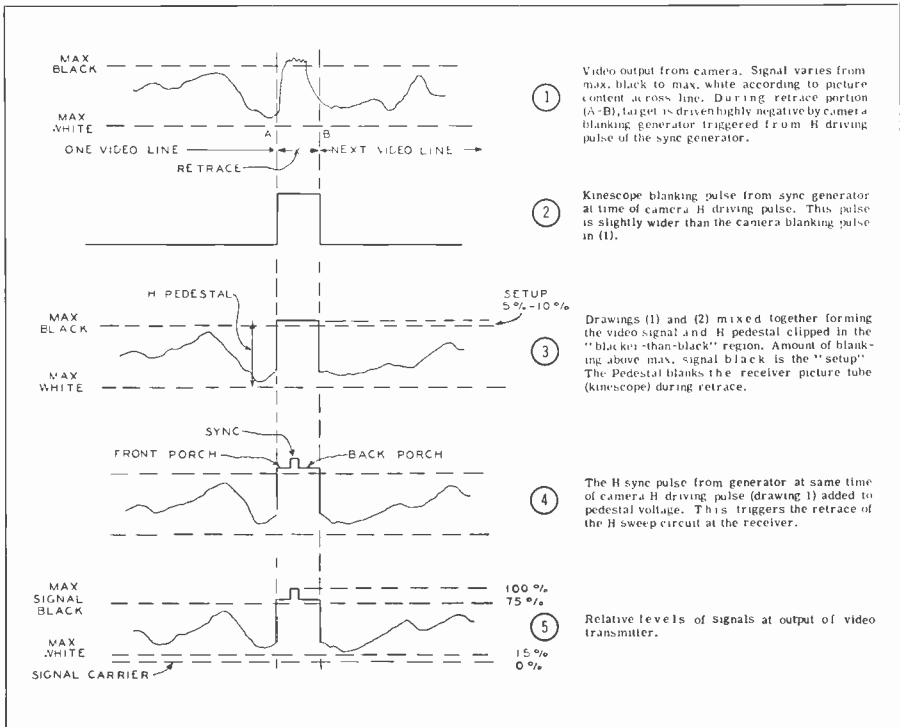 MAX
BLACK
MAX
WHITE
A
B
ONE VIDEO LINE
NEXT VIDEO LINE
RETRACE
1
Video output from camera. Signal varies from
max. black to max. white according to picture
content across line. During retrace portion
(A-B), target is driven highly negative by camera
blanking generator triggered from H driving
pulse of the sync generator.
2
Kinescope blanking pulse from sync generator
at time of camera H driving pulse. This pulse
is slightly wider than the camera blanking pulse
in (1).
H PEDESTAL
MAX
BLACK
MAX
WHITE
SETUP
5%-10%
3
Drawings (1) and (2) mixed together forming
the video signal and H pedestal clipped in the
"blacker-than-black" region. Amount of blank-
ing above max. signal black is the "setup"
The Pedestal blanks the receiver picture tube
(kinescope) during retrace.
SYNC
FRONT PORCH
BACK PORCH
4
The H sync pulse from generator at same time
of camera H driving pulse (drawing 1) added to
pedestal voltage. This triggers the retrace of
the H sweep circuit at the receiver.
MAX
SIGNAL
BLACK
MAX
WHITE
SIGNAL CARRIER
100%
75%
15%
0%
5
Relative levels of signals at output of video
transmitter.